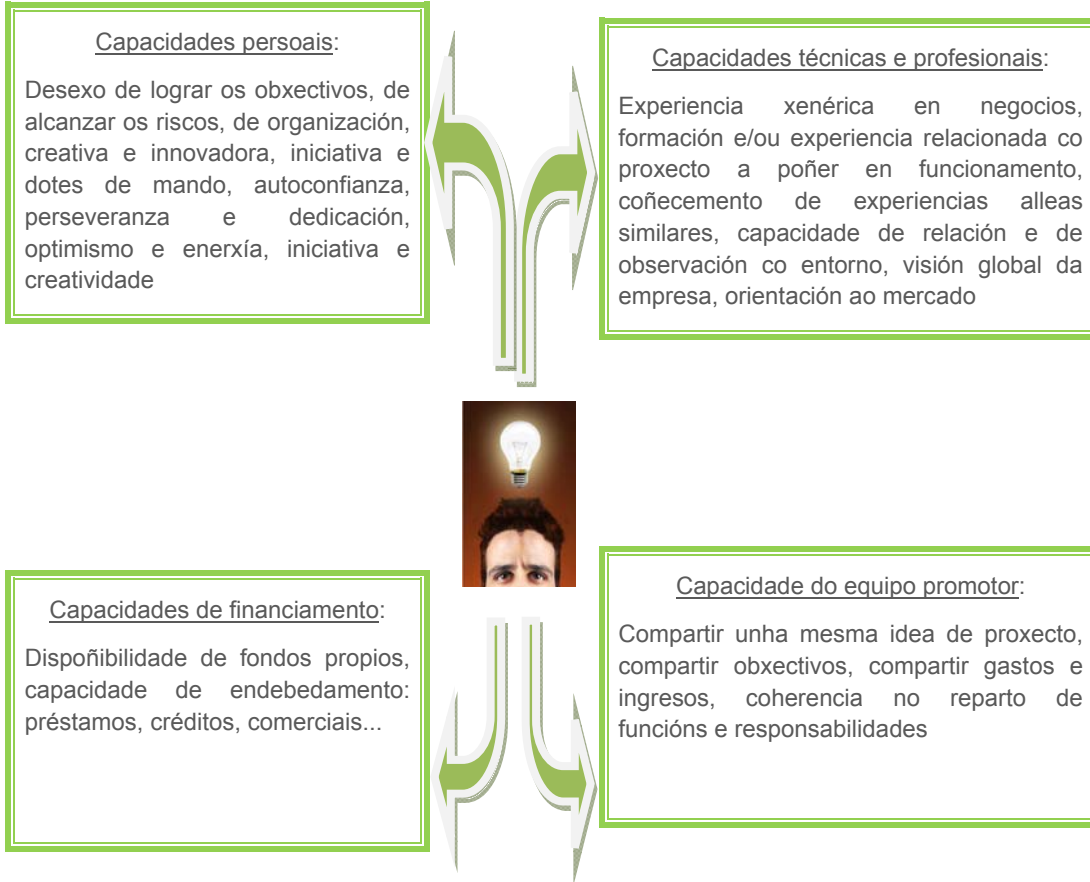 Capacidades persoais:
Desexo de lograr os obxectivos, de
alcanzar os riscos, de organización,
creativa e innovadora, iniciativa e
dotes de mando, autoconfianza,
perseveranza e dedicación,
optimismo e enerxía, iniciativa e
creatividade
Capacidades técnicas e profesionais:
Experiencia xenérica en negocios,
formación e/ou experiencia relacionada co
proxecto a poñer en funcionamento,
coñecemento de experiencias alleas
similares, capacidade de relación e de
observación co entorno, visión global da
empresa, orientación ao mercado
Capacidades de financiamento:
Dispoñibilidade de fondos propios,
capacidade de endebedamento:
préstamos, créditos, comerciais...
Capacidade do equipo promotor:
Compartir unha mesma idea de proxecto,
compartir obxectivos, compartir gastos e
ingresos, coherencia no reparto de
funcións e responsabilidades